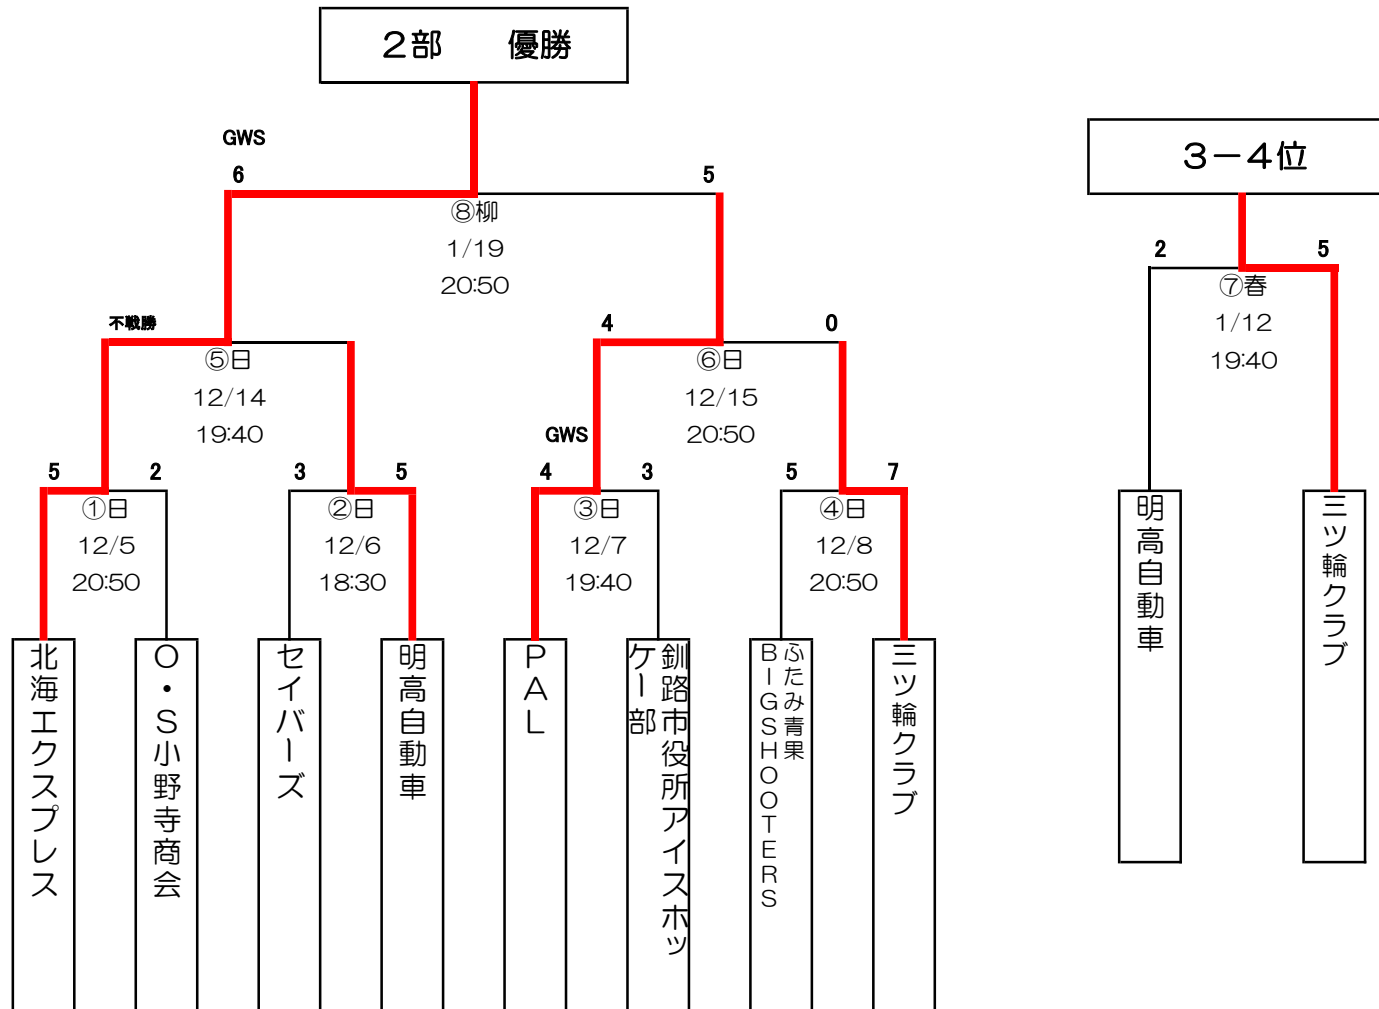 ２部　　優勝
GWS
6
5
⑧柳
1/19
20:50
３－４位
2
5
⑦春
1/12
19:40
不戦勝
⑤日
12/14
19:40
4
0
⑥日
12/15
20:50
GWS
5
2
①日
12/5
20:50
3
5
②日
12/6
18:30
4
3
③日
12/7
19:40
5
7
④日
12/8
20:50
北海エクスプレス
Ｏ・Ｓ小野寺商会
セイバーズ
明高自動車
ＰＡＬ
釧路市役所アイスホッ
ケー部
ふたみ青果
ＢＩＧＳＨＯＯＴＥＲＳ
三ツ輪クラブ
明高自動車
三ツ輪クラブ